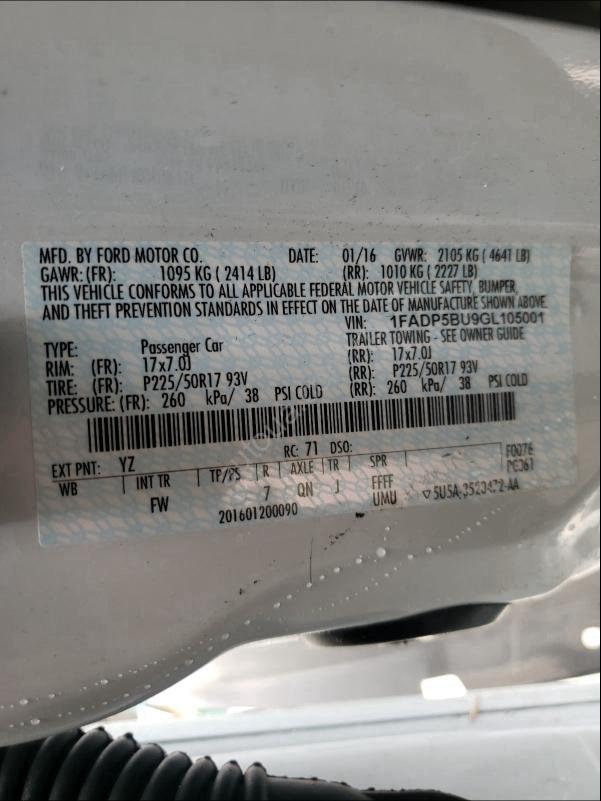 MFD. BY FORD MOTOR CO. DATE: 01/16 GVWR: 2105 KG ( 4641 LB)
GAWR: (FR): 1095 KG ( 2414 LB) (RR): 1010 KG ( 2227 LB)
THIS VEHICLE CONFORMS TO ALL APPLICABLE FEDERAL MOTOR VEHICLE SAFETY, BUMPER,
AND THEFT PREVENTION STANDARDS IN EFFECT ON THE DATE OF MANUFACTURE SHOWN ABOVE.
VIN: 1FADP5BU9GL105001
TYPE: Passenger Car TRAILER TOWING - SEE OWNER GUIDE
RIM: (FR): 17x7.0J (RR): 17x7.0J
TIRE: (FR): P225/50R17 93V (RR): P225/50R17 93V
PRESSURE: (FR): 260 kPa/ 38 PSI COLD (RR): 260 kPa/ 38 PSI COLD
EXT PNT: YZ RC: 71 DSO: F0076
WB INT TR TP/PS R AXLE TR SPR PG361
FW 7 QN J FFFF
201601200090 UMU